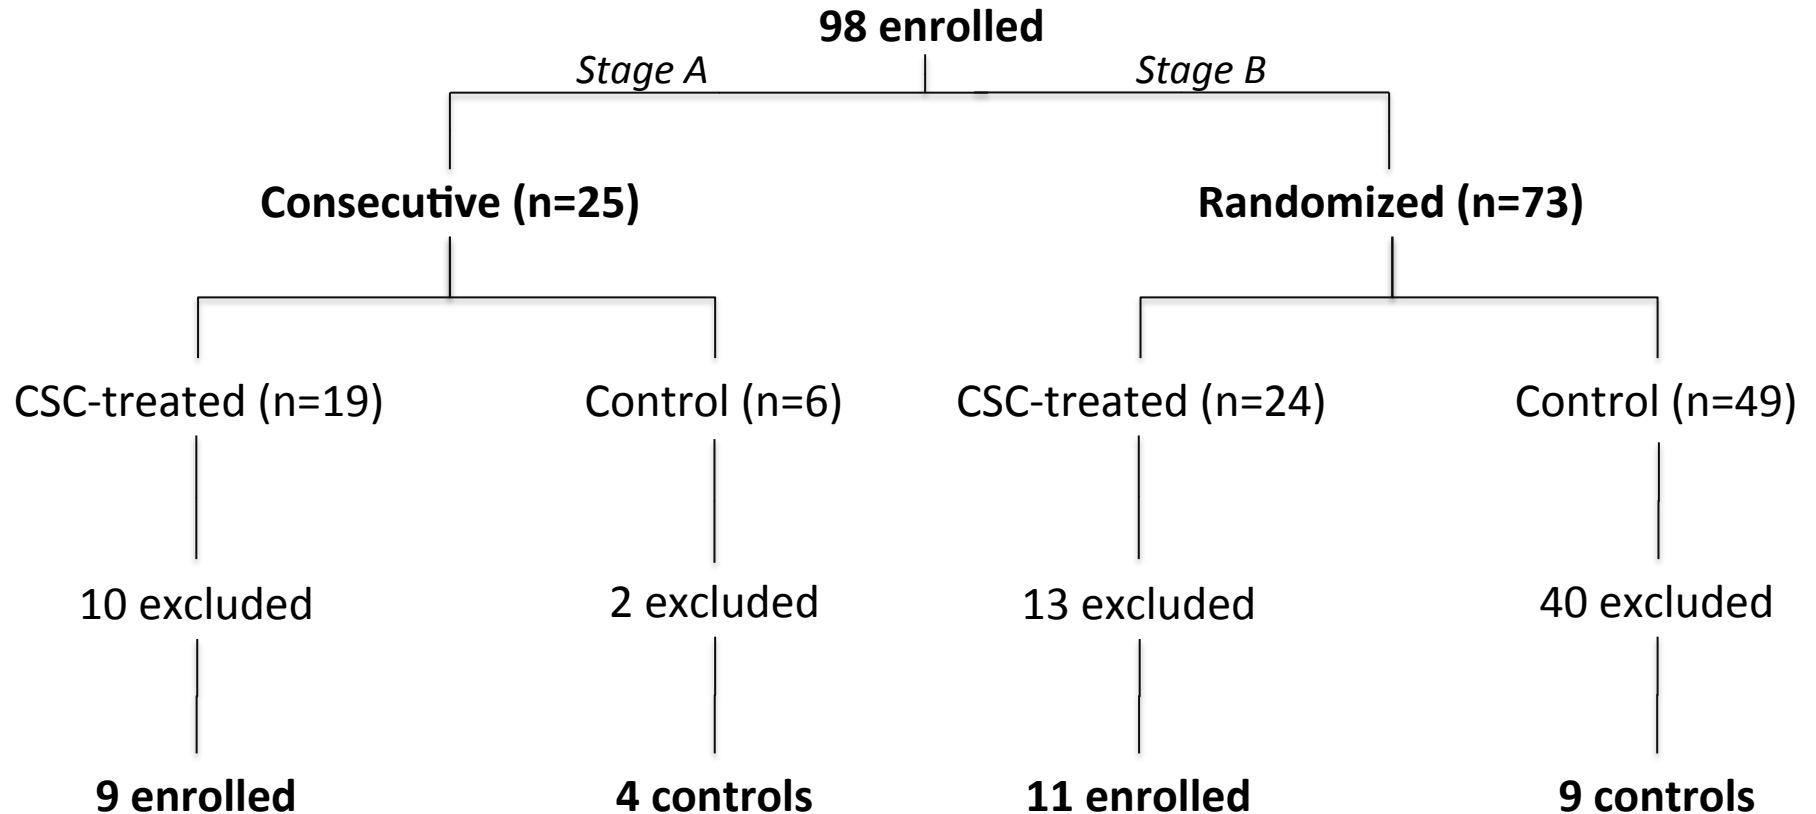 98 enrolled
Stage A
Stage B
Consecutive (n=25)
Randomized (n=73)
CSC-treated (n=19)
Control (n=6)
CSC-treated (n=24)
Control (n=49)
10 excluded
2 excluded
13 excluded
40 excluded
9 enrolled
4 controls
11 enrolled
9 controls